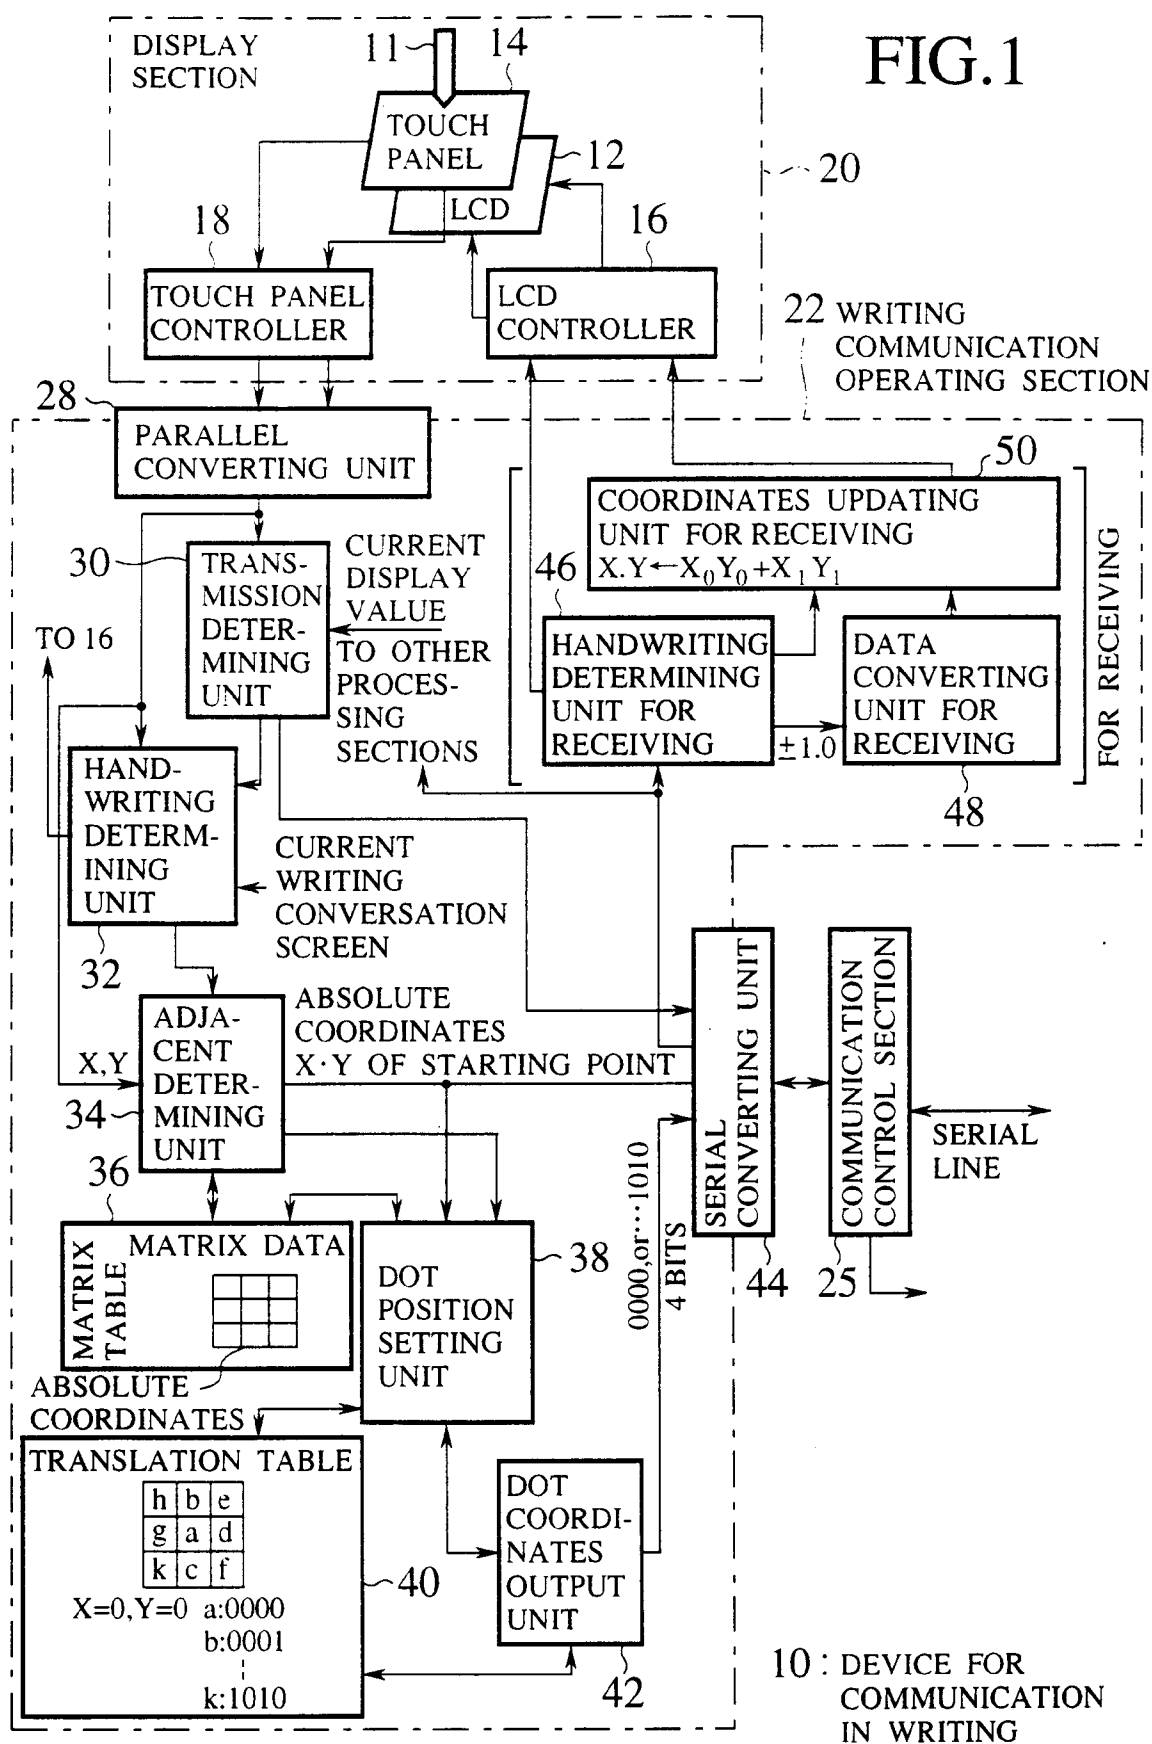 FIG.1
DISPLAY
SECTION
11
14
TOUCH
PANEL
12
LCD
20
18
16
TOUCH PANEL
CONTROLLER
LCD
CONTROLLER
22 WRITING
COMMUNICATION
OPERATING SECTION
28
PARALLEL
CONVERTING UNIT
50
COORDINATES UPDATING
UNIT FOR RECEIVING
X.Y←X₀Y₀+X₁Y₁
30
TRANS-
MISSION
DETER-
MINING
UNIT
CURRENT
DISPLAY
VALUE
TO OTHER
PROCES-
SING
SECTIONS
46
HANDWRITING
DETERMINING
UNIT FOR
RECEIVING
±1.0
DATA
CONVERTING
UNIT FOR
RECEIVING
48
FOR RECEIVING
TO 16
HAND-
WRITING
DETERM-
INING
UNIT
32
CURRENT
WRITING
CONVERSATION
SCREEN
ABSOLUTE
COORDINATES
X·Y OF STARTING POINT
X,Y
34
ADJA-
CENT
DETER-
MINING
UNIT
SERIAL
CONVERTING UNIT
44
COMMUNICATION
CONTROL SECTION
25
SERIAL
LINE
36
MATRIX
TABLE
MATRIX DATA
ABSOLUTE
COORDINATES
DOT
POSITION
SETTING
UNIT
38
0000,or···1010
4 BITS
TRANSLATION TABLE
h b e
g a d
k c f
X=0,Y=0 a:0000
b:0001
k:1010
40
DOT
COORDI-
NATES
OUTPUT
UNIT
42
10 : DEVICE FOR
COMMUNICATION
IN WRITING